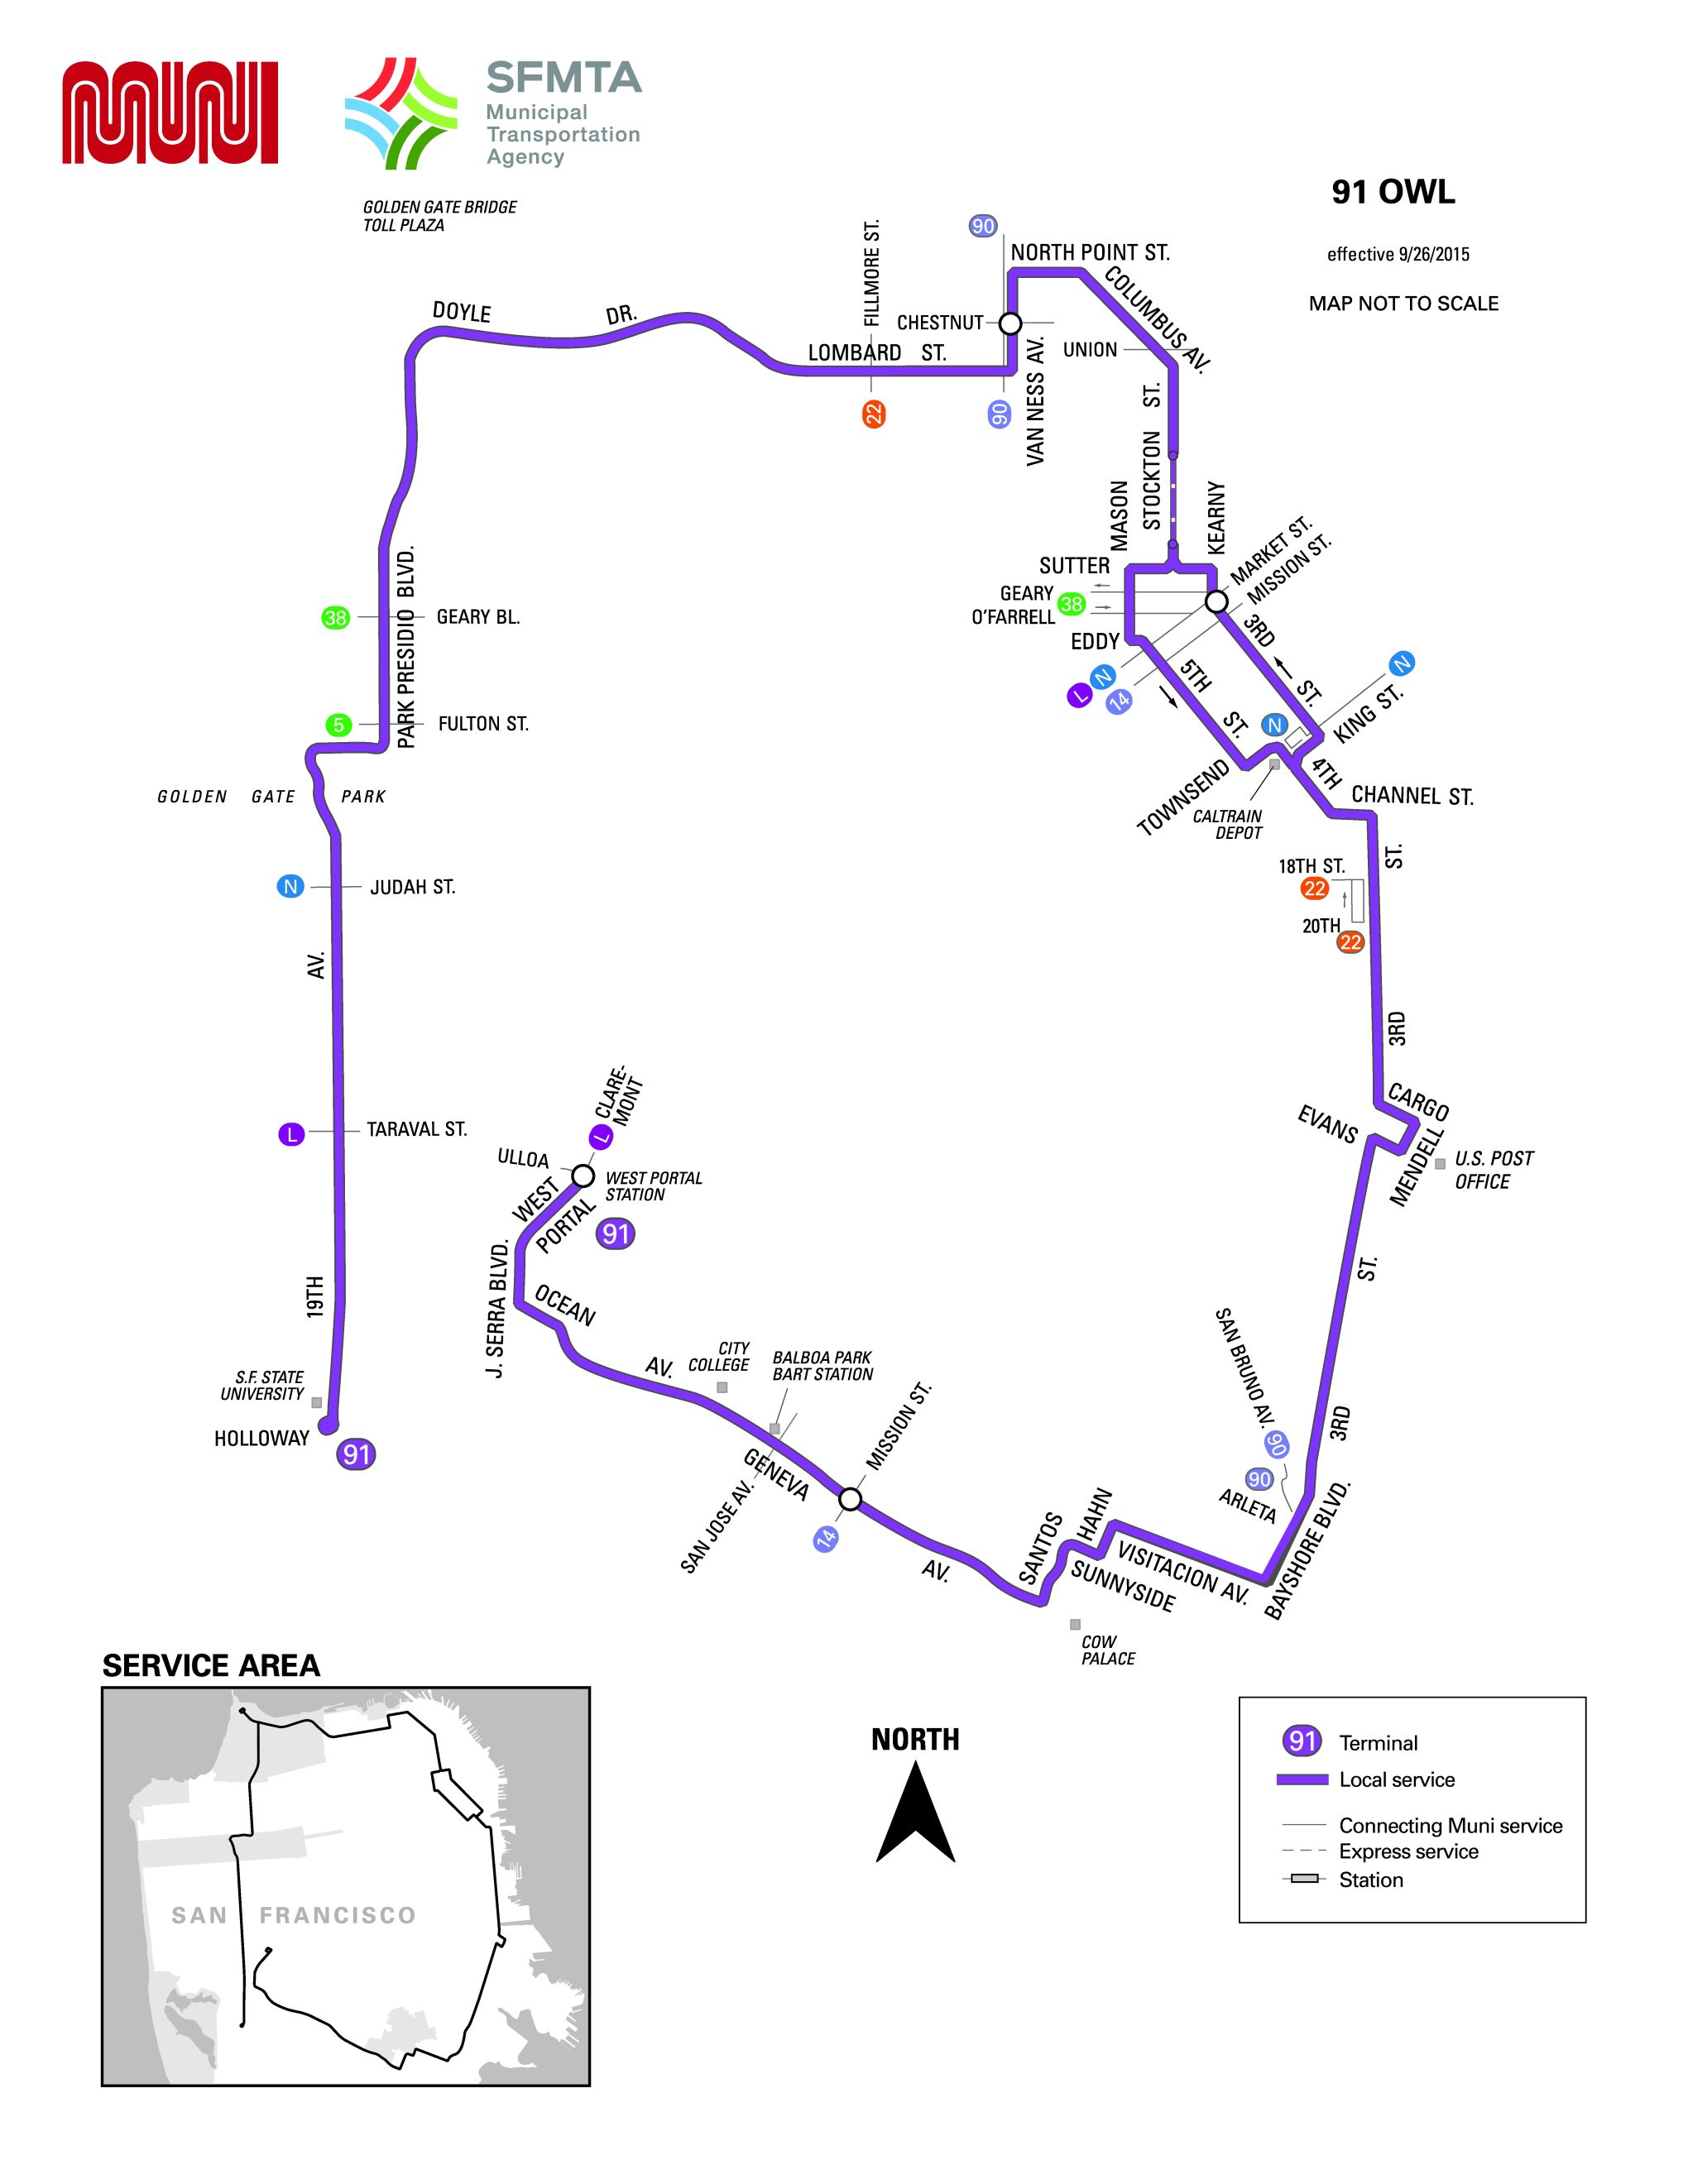 MUNI
SFMTA
Municipal
Transportation
Agency
91 OWL
effective 9/26/2015
MAP NOT TO SCALE
GOLDEN GATE BRIDGE
TOLL PLAZA
DOYLE DR.
FILLMORE ST.
22
LOMBARD ST.
90
90
CHESTNUT
VAN NESS AV.
NORTH POINT ST.
COLUMBUS AV.
UNION
STOCKTON ST.
MASON
KEARNY
SUTTER
GEARY
38
O'FARRELL
EDDY
MARKET ST.
MISSION ST.
L
N
14
5TH ST.
3RD ST.
N
KING ST.
N
4TH
TOWNSEND
CALTRAIN
DEPOT
CHANNEL ST.
18TH ST.
22
20TH
22
3RD ST.
CARGO
MENDELL
EVANS
U.S. POST
OFFICE
3RD ST.
SAN BRUNO AV.
90
90
ARLETA
BAYSHORE BLVD.
VISITACION AV.
HAHN
SUNNYSIDE
SANTOS
COW
PALACE
GENEVA AV.
MISSION ST.
14
SAN JOSE AV.
BALBOA PARK
BART STATION
CITY
COLLEGE
OCEAN AV.
J. SERRA BLVD.
WEST PORTAL
91
WEST PORTAL
STATION
ULLOA
L
CLARE-
MONT
38
GEARY BL.
PARK PRESIDIO BLVD.
5
FULTON ST.
GOLDEN GATE PARK
N
JUDAH ST.
19TH AV.
L
TARAVAL ST.
S.F. STATE
UNIVERSITY
HOLLOWAY
91
SERVICE AREA
SAN FRANCISCO
NORTH
91 Terminal
Local service
Connecting Muni service
Express service
Station